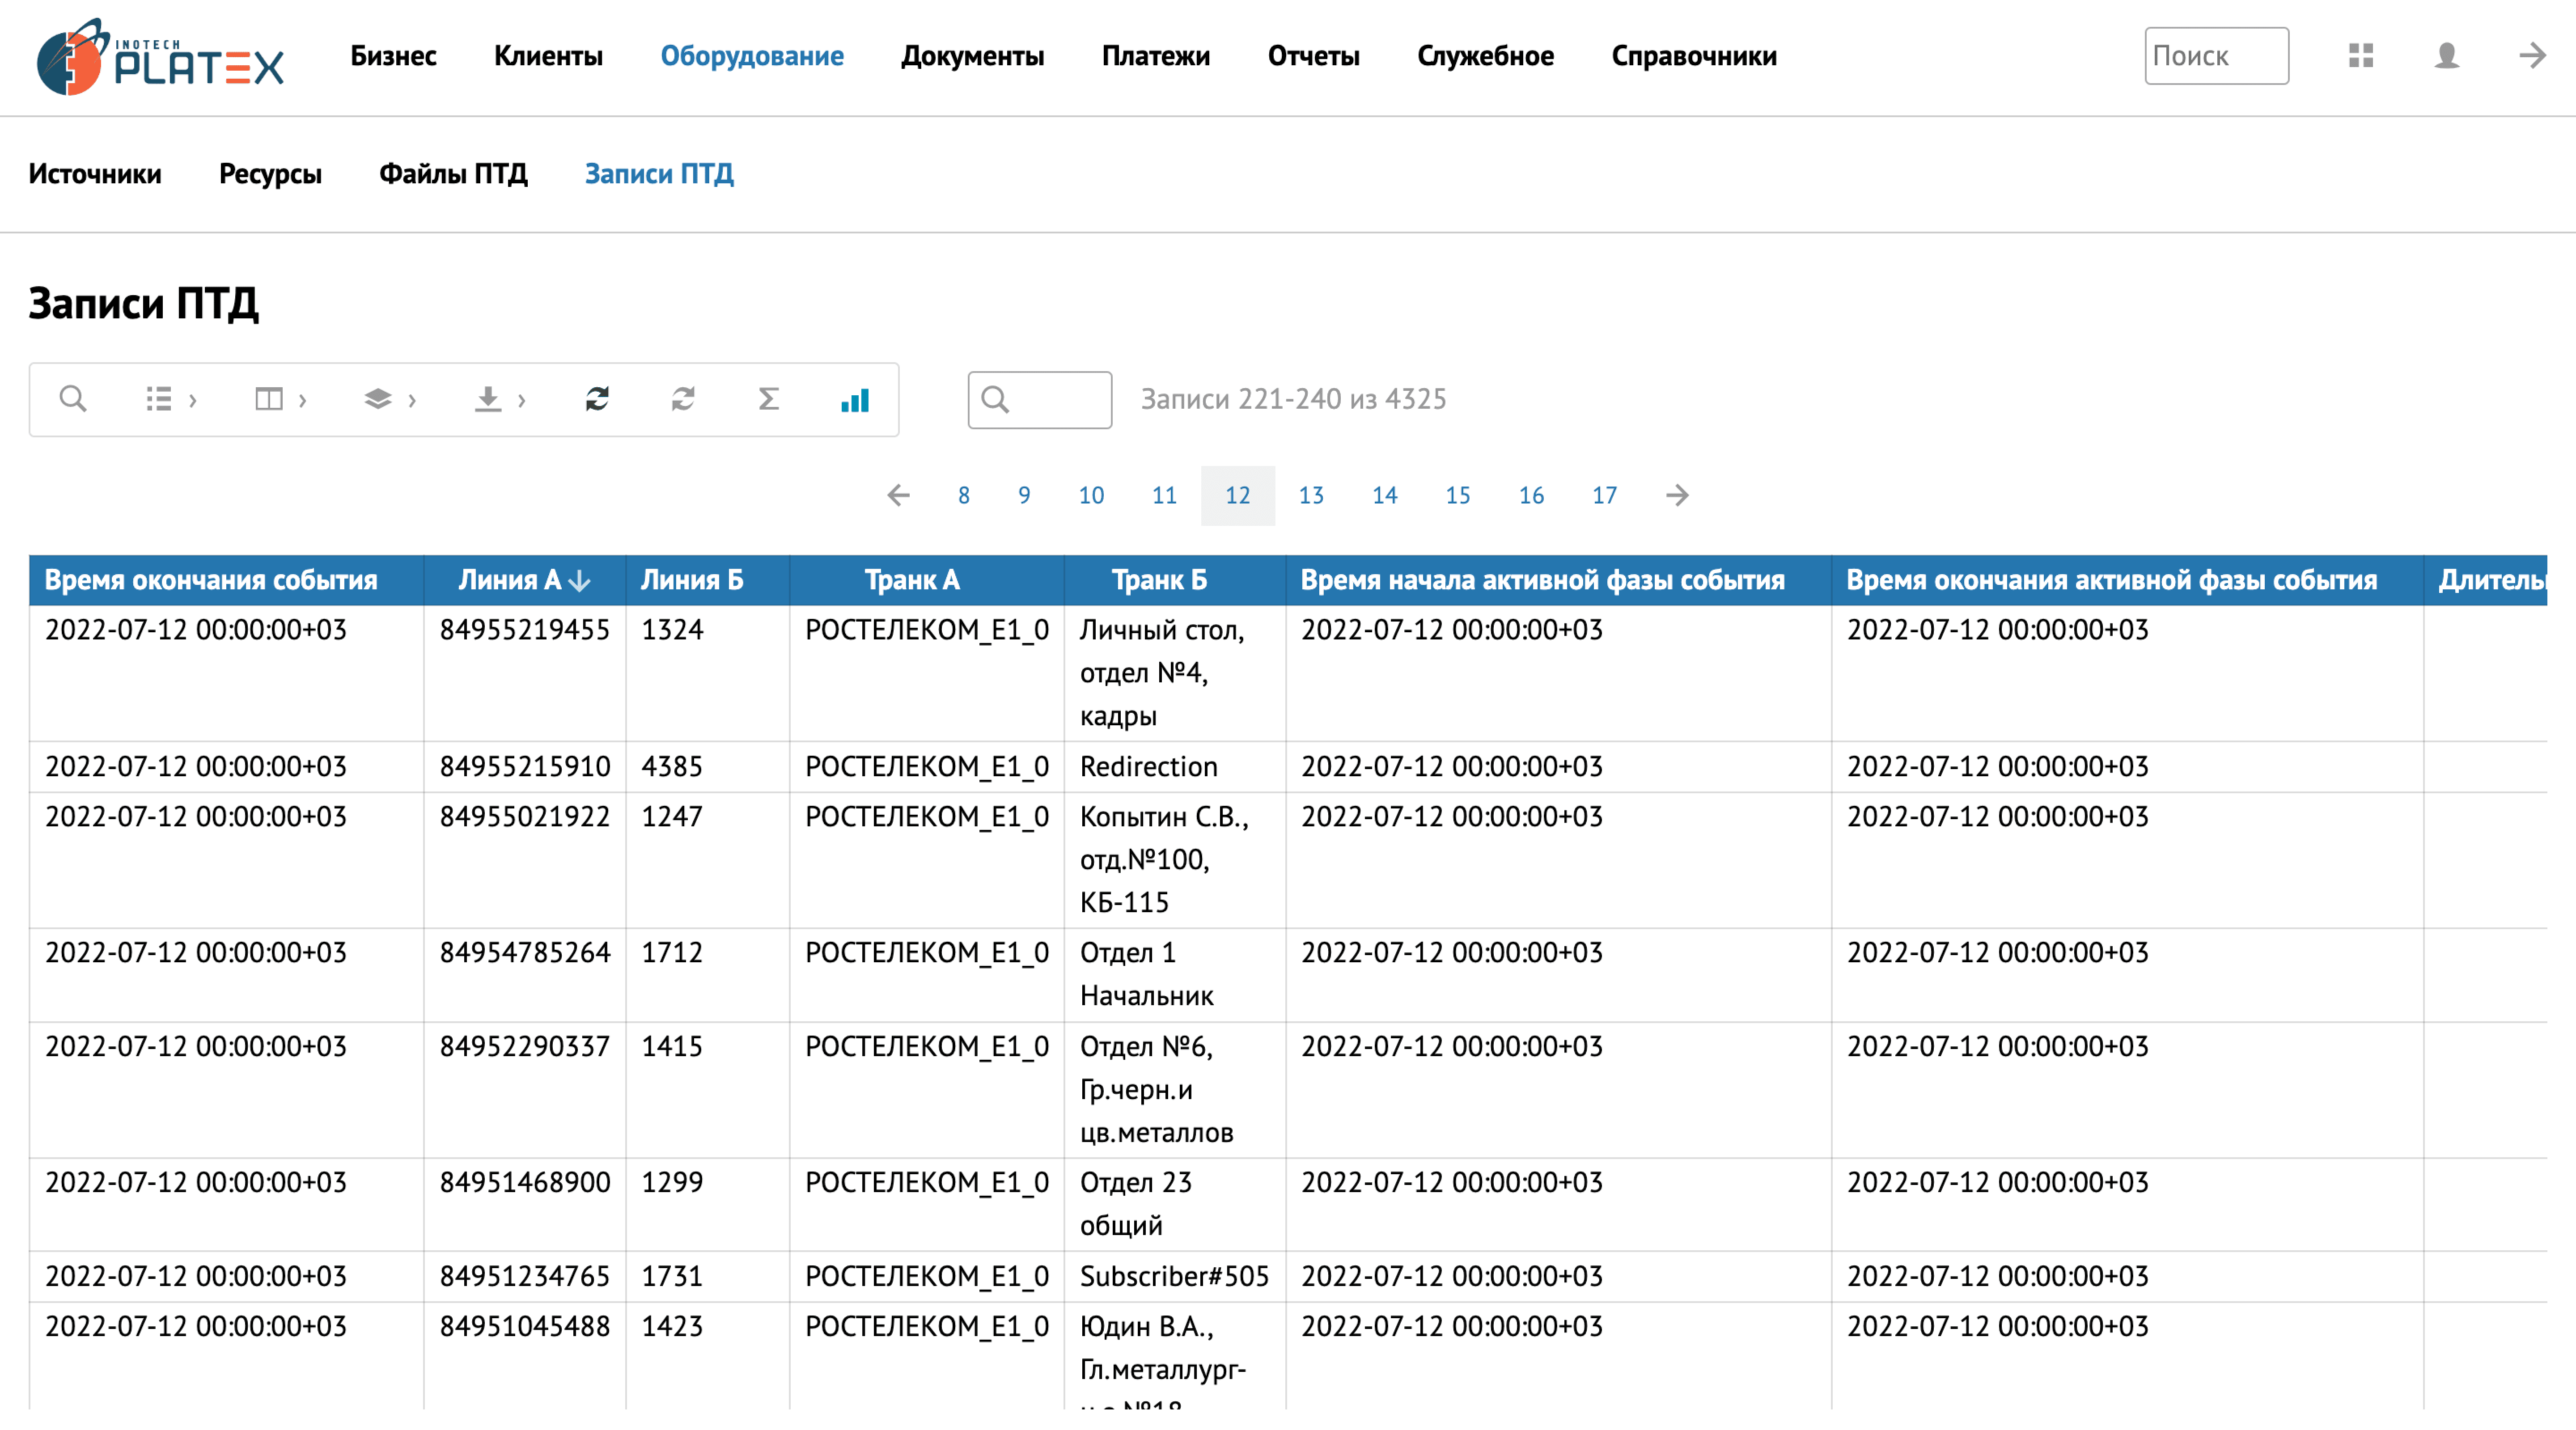 INOTECH
PLATEX
Бизнес Клиенты Оборудование Документы Платежи Отчеты Служебное Справочники Поиск
Источники Ресурсы Файлы ПТД Записи ПТД
Записи ПТД
Записи 221-240 из 4325
8 9 10 11 12 13 14 15 16 17
Время окончания события Линия А Линия Б Транк А Транк Б Время начала активной фазы события Время окончания активной фазы события
2022-07-12 00:00:00+03 84955219455 1324 РОСТЕЛЕКОМ_E1_0 Личный стол, 2022-07-12 00:00:00+03 2022-07-12 00:00:00+03
отдел №4,
кадры
2022-07-12 00:00:00+03 84955215910 4385 РОСТЕЛЕКОМ_E1_0 Redirection 2022-07-12 00:00:00+03 2022-07-12 00:00:00+03
2022-07-12 00:00:00+03 84955021922 1247 РОСТЕЛЕКОМ_E1_0 Копытин С.В., 2022-07-12 00:00:00+03 2022-07-12 00:00:00+03
отд.№100,
КБ-115
2022-07-12 00:00:00+03 84954785264 1712 РОСТЕЛЕКОМ_E1_0 Отдел 1 2022-07-12 00:00:00+03 2022-07-12 00:00:00+03
Начальник
2022-07-12 00:00:00+03 84952290337 1415 РОСТЕЛЕКОМ_E1_0 Отдел №6, 2022-07-12 00:00:00+03 2022-07-12 00:00:00+03
Гр.черн.и
цв.металлов
2022-07-12 00:00:00+03 84951468900 1299 РОСТЕЛЕКОМ_E1_0 Отдел 23 2022-07-12 00:00:00+03 2022-07-12 00:00:00+03
общий
2022-07-12 00:00:00+03 84951234765 1731 РОСТЕЛЕКОМ_E1_0 Subscriber#505 2022-07-12 00:00:00+03 2022-07-12 00:00:00+03
2022-07-12 00:00:00+03 84951045488 1423 РОСТЕЛЕКОМ_E1_0 Юдин В.А., 2022-07-12 00:00:00+03 2022-07-12 00:00:00+03
Гл.металлург-